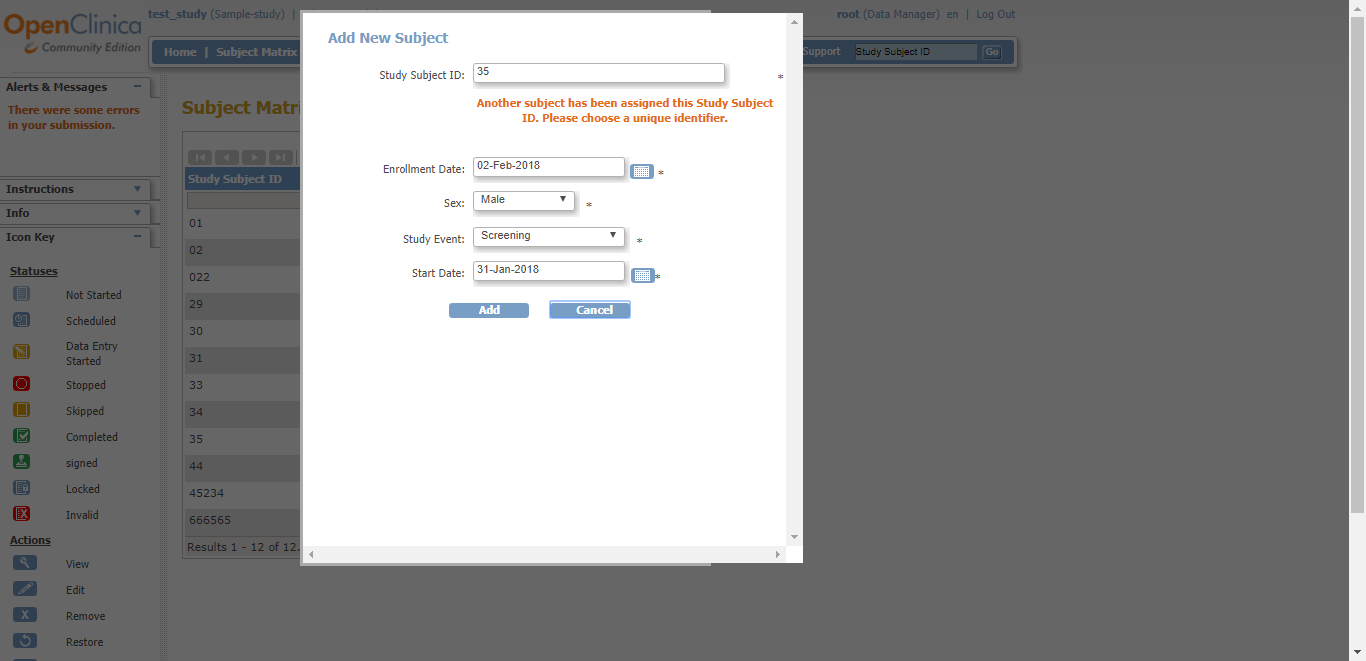 OpenClinica
Community Edition
test_study (Sample-study) |
root (Data Manager) en | Log Out
Home | Subject Matrix
Support
Study Subject ID
Go
Alerts & Messages
There were some errors
in your submission.
Instructions
Info
Icon Key
Statuses
Not Started
Scheduled
Data Entry
Started
Stopped
Skipped
Completed
signed
Locked
Invalid
Actions
View
Edit
Remove
Restore
Subject Matri
Study Subject ID
01
02
022
29
30
31
33
34
35
44
45234
666565
Results 1 - 12 of 12.
Add New Subject
Study Subject ID: 35 *
Another subject has been assigned this Study Subject
ID. Please choose a unique identifier.
Enrollment Date: 02-Feb-2018 *
Sex: Male *
Study Event: Screening *
Start Date: 31-Jan-2018 *
Add Cancel